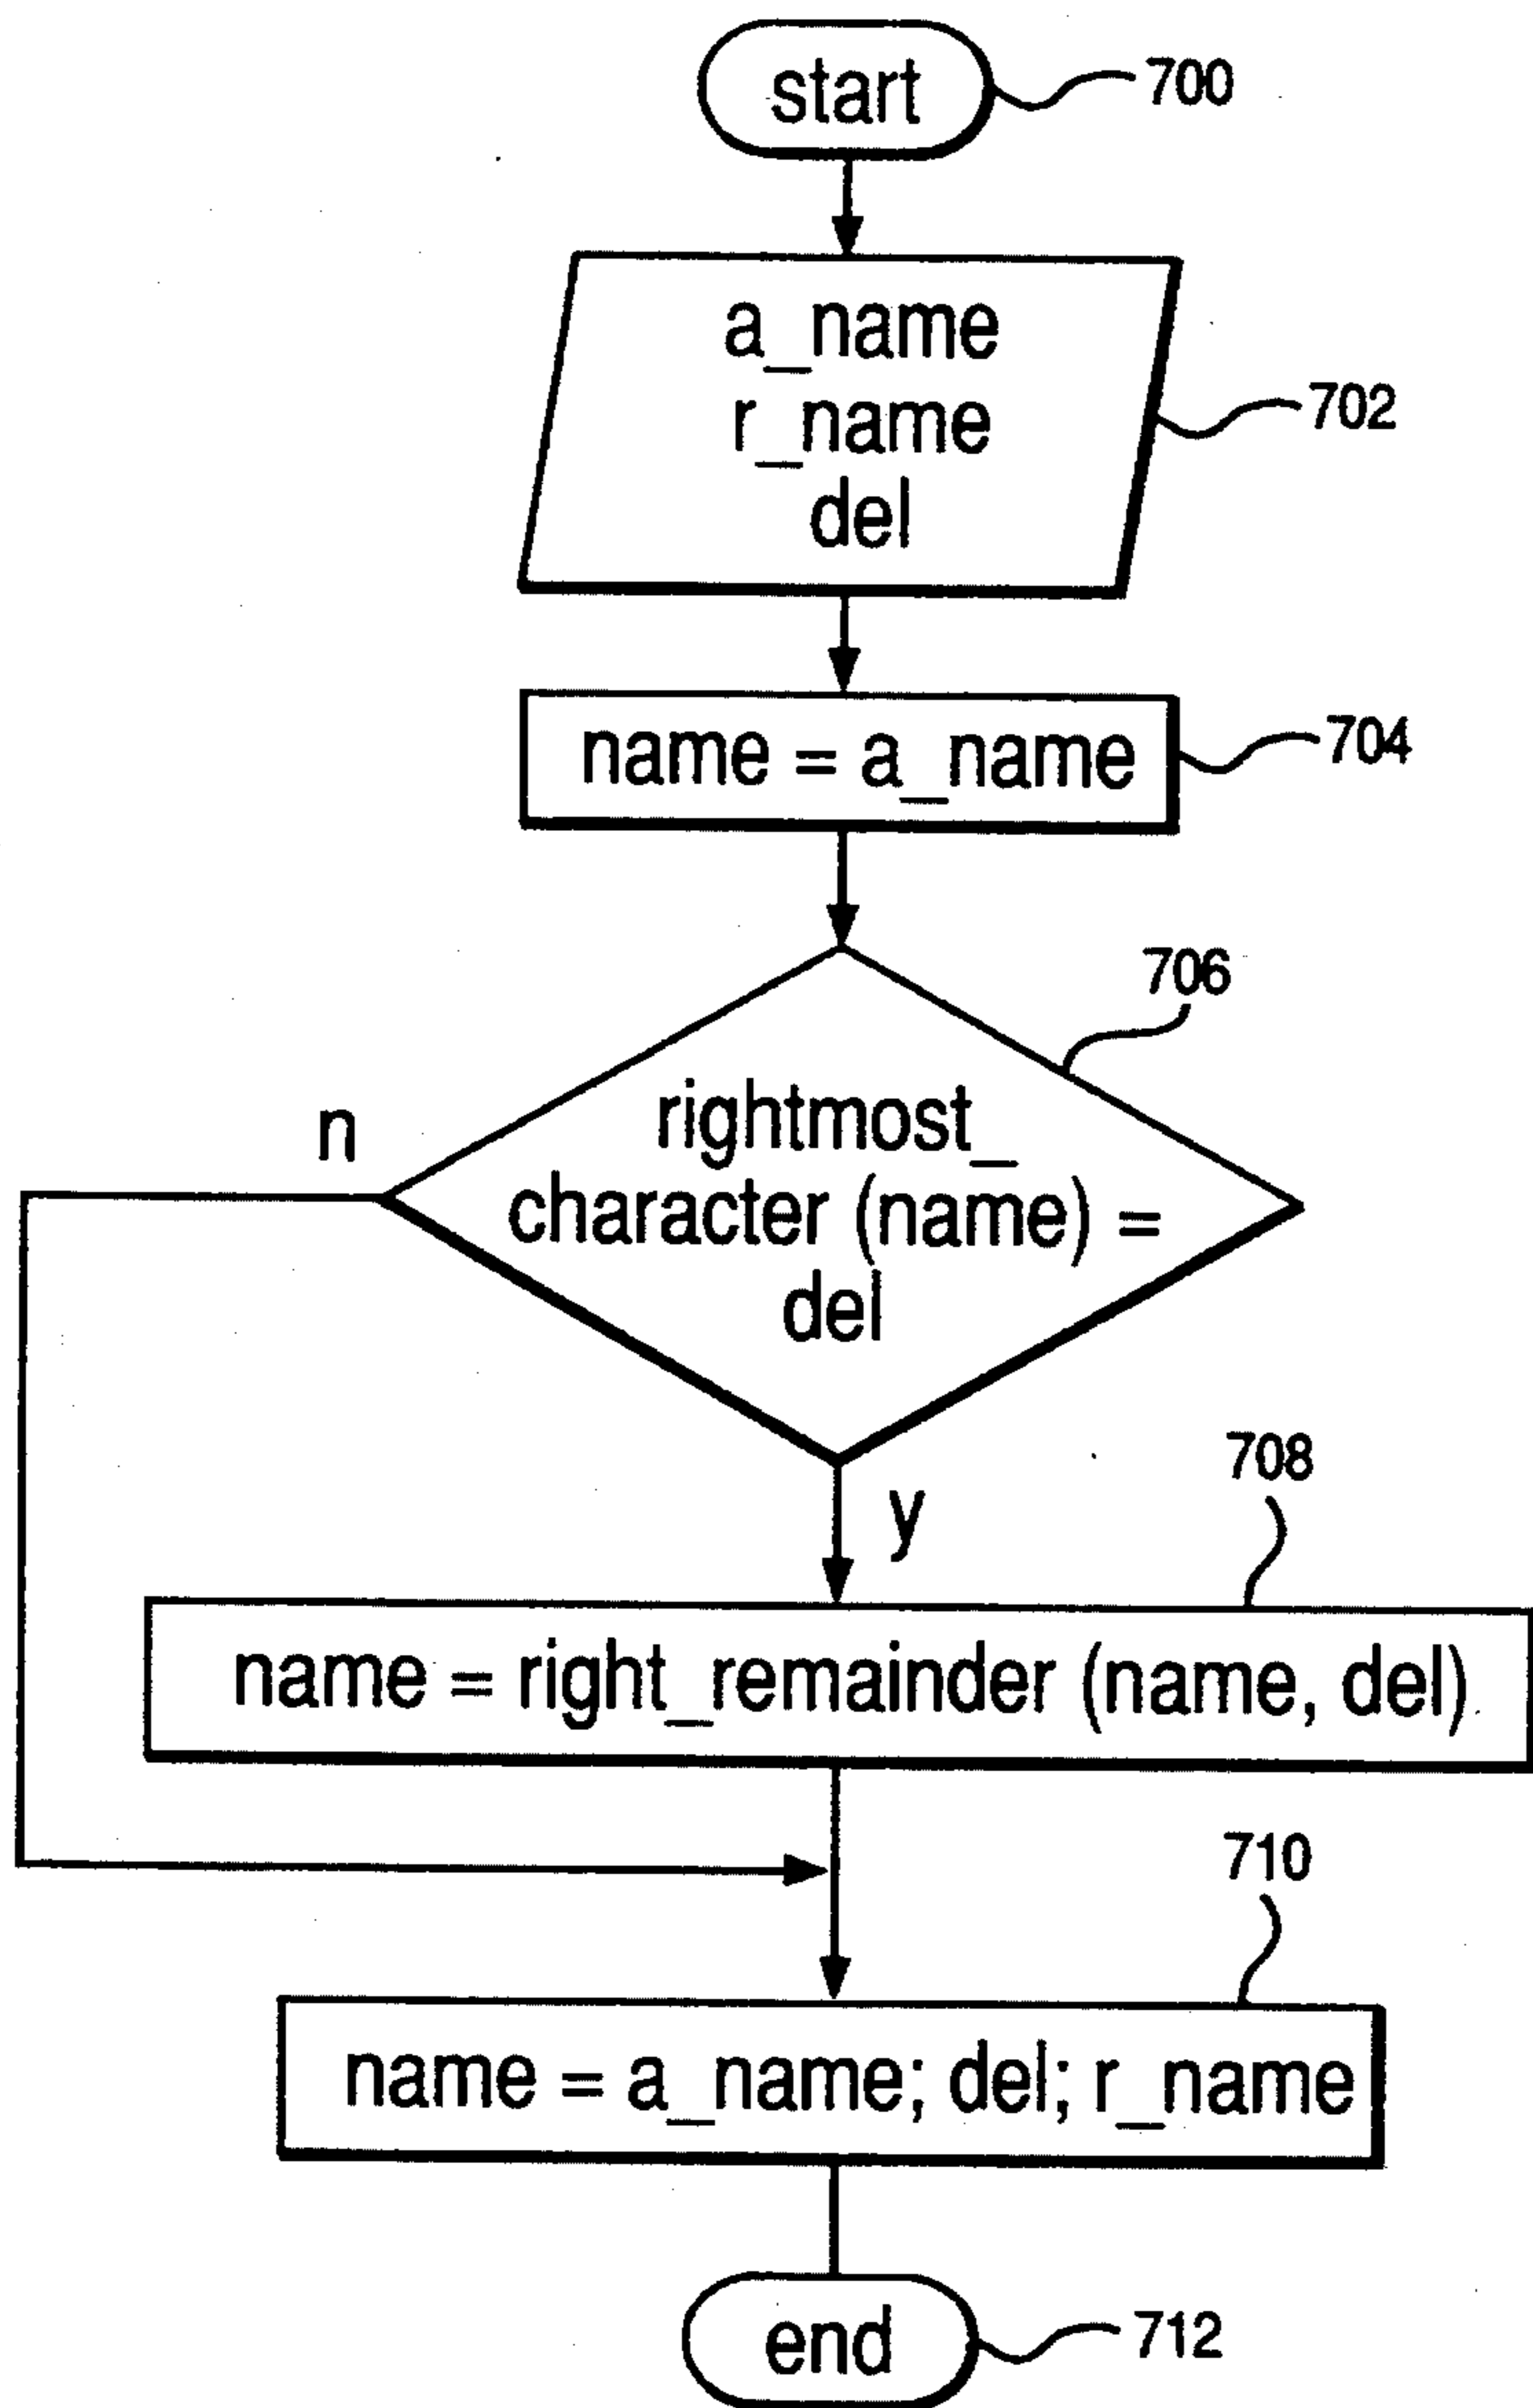 start
700
a_name
r_name
del
702
name = a_name
704
706
n
rightmost_
character (name) =
del
y
708
name = right_remainder (name, del)
710
name = a_name; del; r_name
end
712